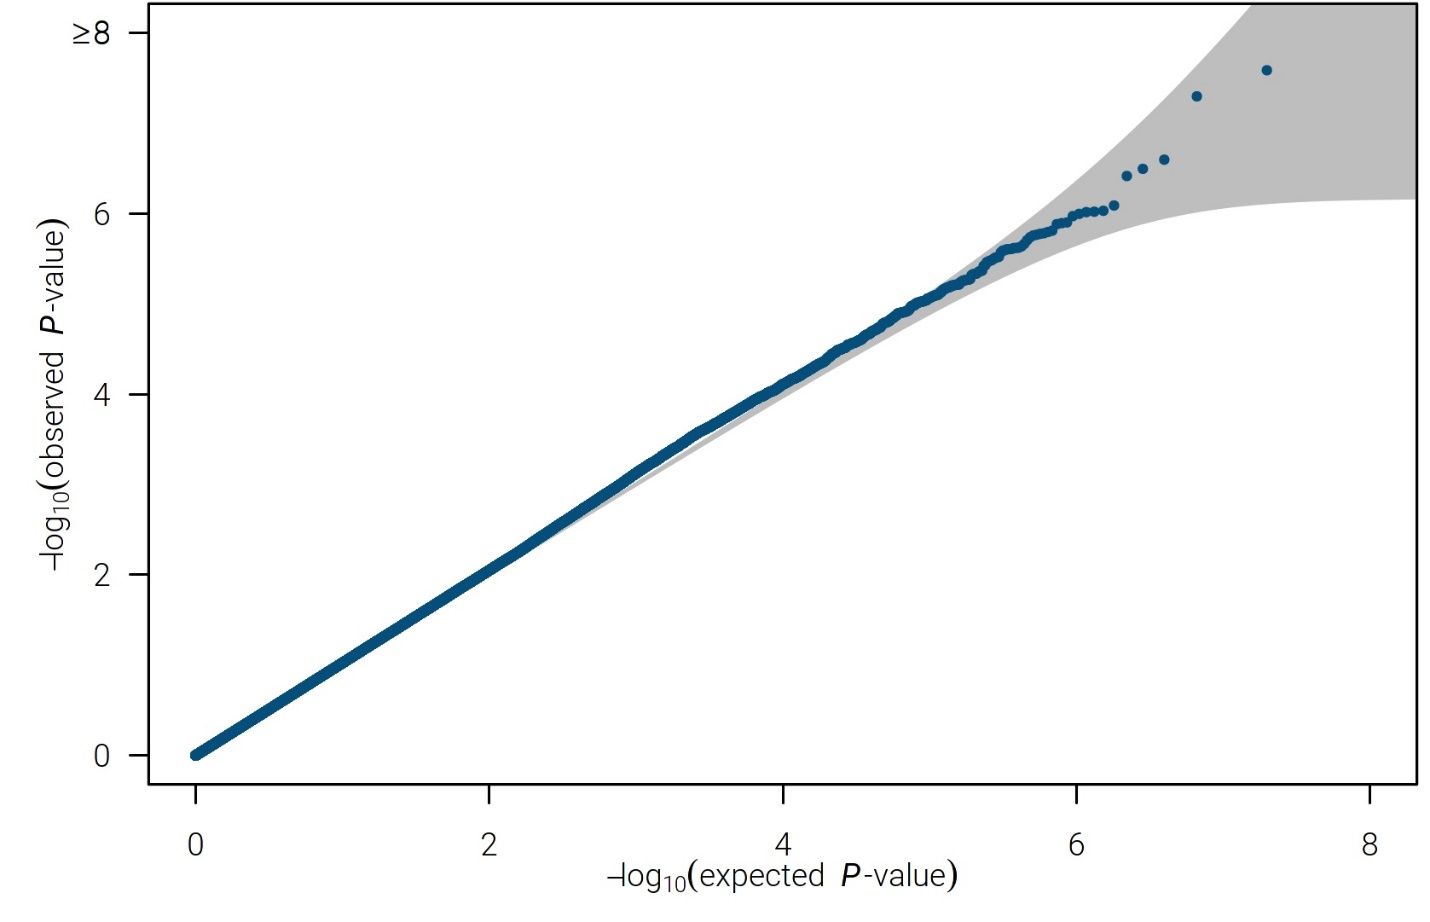 ≥8
6
4
2
0
–log10(observed P-value)
0 2 4 6 8
–log10(expected P-value)